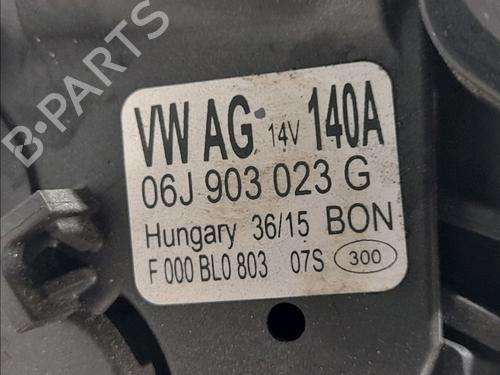 B-PARTS
VW AG 14V 140A
06J 903 023 G
Hungary 36/15 BON
F 000 BL0 803 07S 300